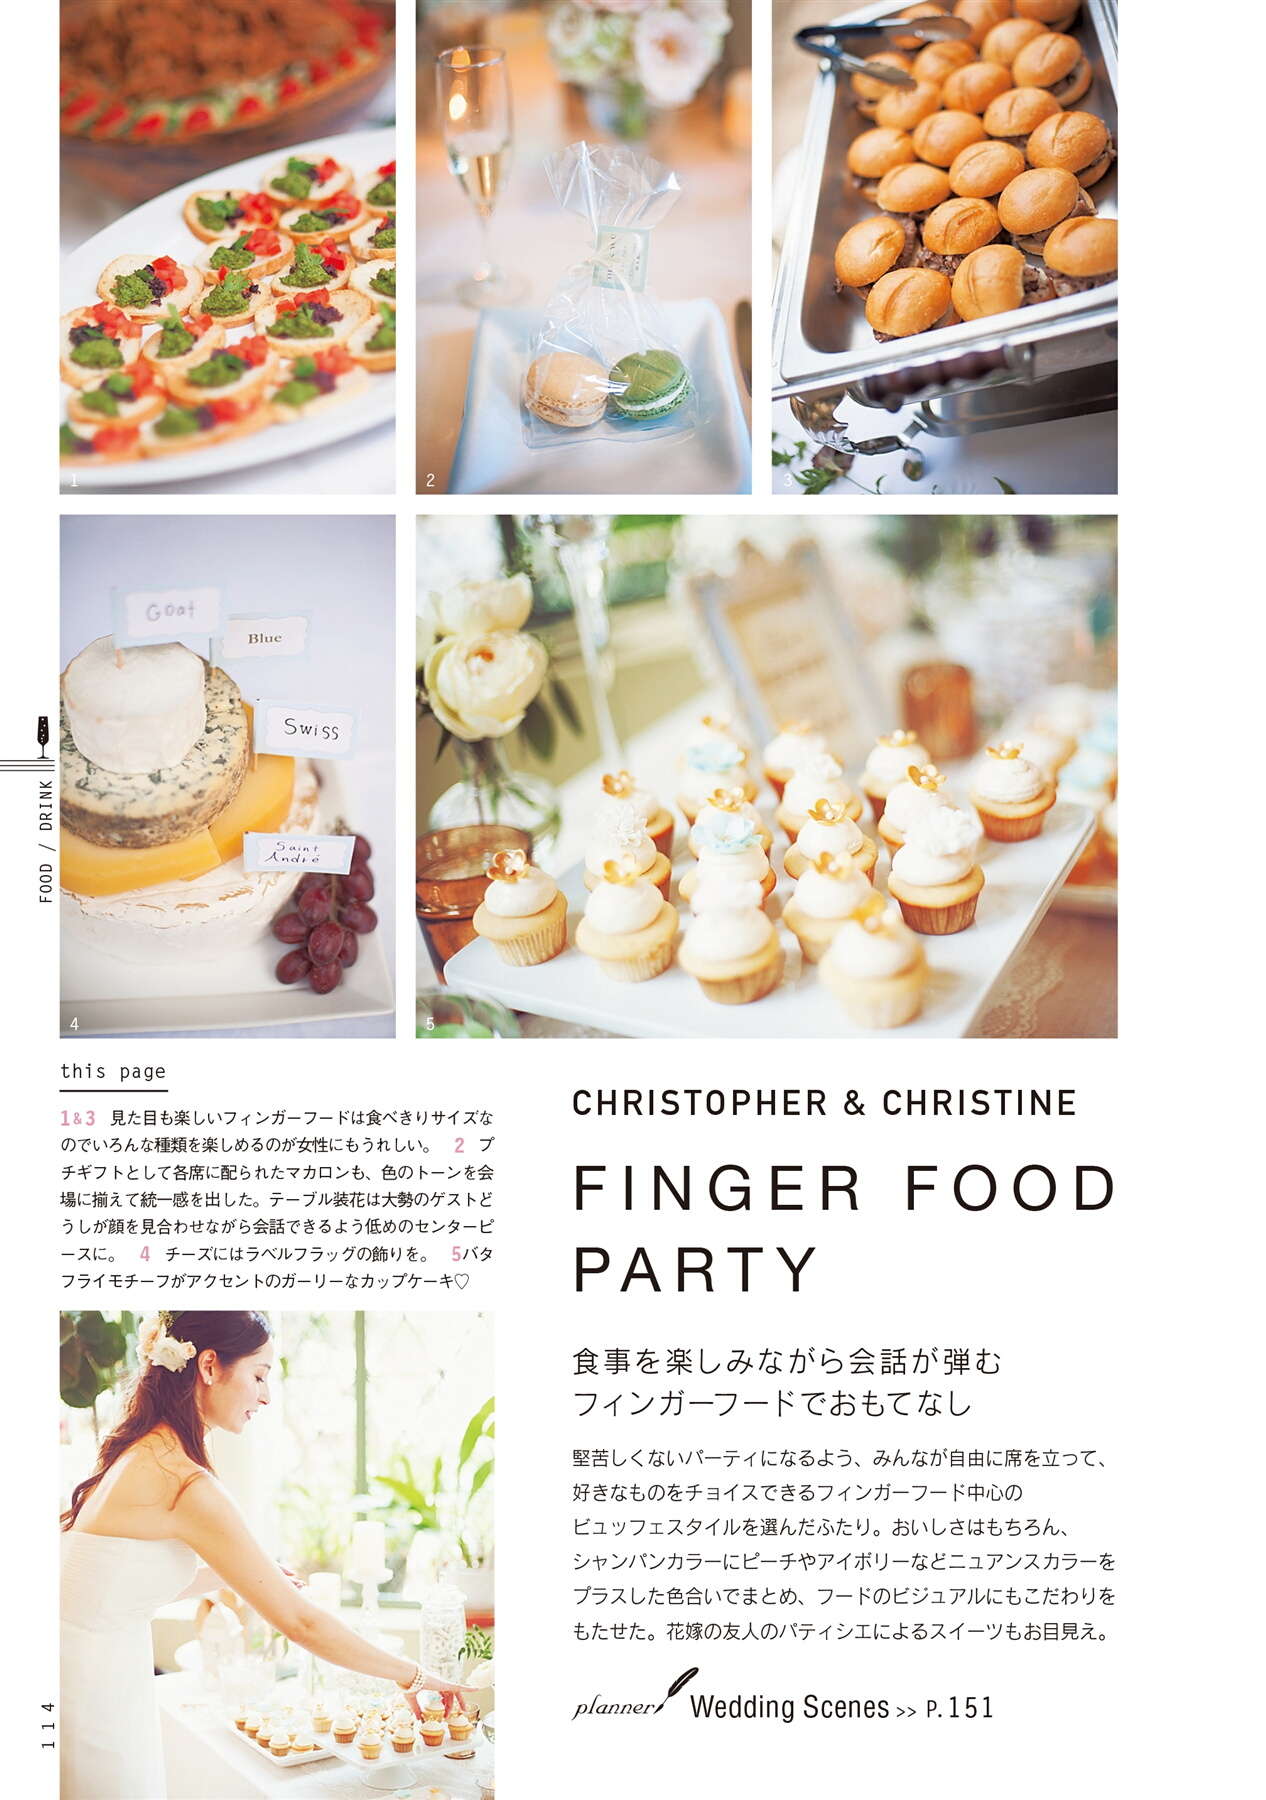 1
2
3
Goat
Blue
Swiss
Saint
André
4
5
FOOD / DRINK
this page
1&3 見た目も楽しいフィンガーフードは食べきりサイズな
のでいろんな種類を楽しめるのが女性にもうれしい。 2 プ
チギフトとして各席に配られたマカロンも、色のトーンを会
場に揃えて統一感を出した。テーブル装花は大勢のゲストど
うしが顔を見合わせながら会話できるよう低めのセンターピ
ースに。 4 チーズにはラベルフラッグの飾りを。 5バタ
フライモチーフがアクセントのガーリーなカップケーキ♡
CHRISTOPHER & CHRISTINE
FINGER FOOD
PARTY
食事を楽しみながら会話が弾む
フィンガーフードでおもてなし
堅苦しくないパーティになるよう、みんなが自由に席を立って、
好きなものをチョイスできるフィンガーフード中心の
ビュッフェスタイルを選んだふたり。おいしさはもちろん、
シャンパンカラーにピーチやアイボリーなどニュアンスカラーを
プラスした色合いでまとめ、フードのビジュアルにもこだわりを
もたせた。花嫁の友人のパティシエによるスイーツもお目見え。
planner Wedding Scenes >> P.151
114